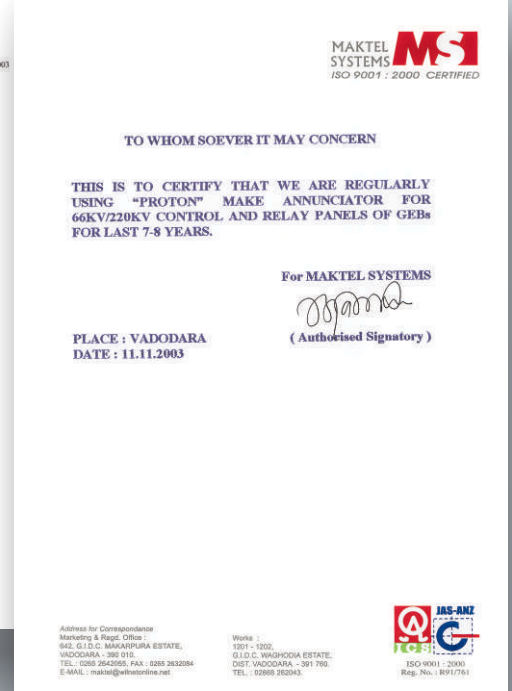 003
MAKTEL
SYSTEMS
MS
ISO 9001 : 2000 CERTIFIED
TO WHOM SOEVER IT MAY CONCERN
THIS IS TO CERTIFY THAT WE ARE REGULARLY
USING “PROTON” MAKE ANNUNCIATOR FOR
66KV/220KV CONTROL AND RELAY PANELS OF GEBs
FOR LAST 7-8 YEARS.
For MAKTEL SYSTEMS
( Authorised Signatory )
PLACE : VADODARA
DATE : 11.11.2003
Address for Correspondance
Marketing & Regd. Office :
642, G.I.D.C. MAKARPURA ESTATE,
VADODARA - 390 010.
TEL. : 0265 2642055, FAX : 0265 2632084
E-MAIL : maktel@wilnetonline.net
Works :
1201 - 1202,
G.I.D.C. WAGHODIA ESTATE,
DIST. VADODARA - 391 760.
TEL. : 02668 262043.
ICS
JAS-ANZ
ISO 9001 : 2000
Reg. No. : R91/761